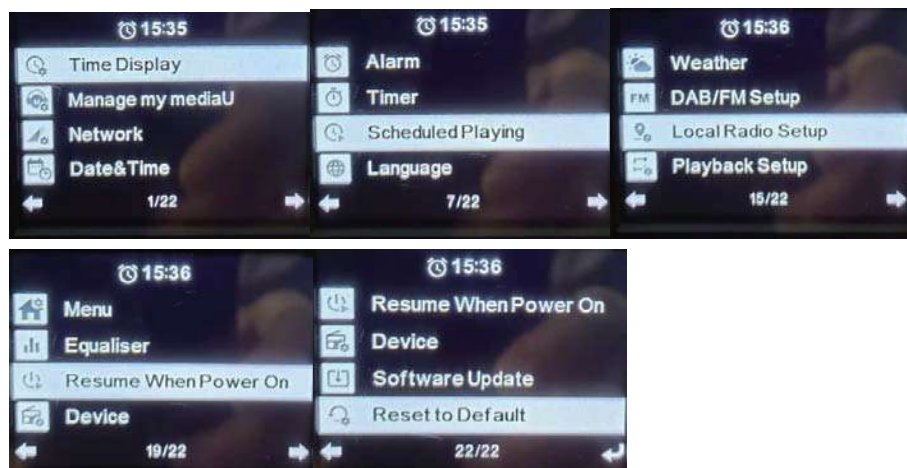 15:35
Time Display
Manage my mediaU
Network
Date&Time
1/22
15:35
Alarm
Timer
Scheduled Playing
Language
7/22
15:36
Weather
FM DAB/FM Setup
Local Radio Setup
Playback Setup
15/22
15:36
Menu
Equaliser
Resume When Power On
Device
19/22
15:36
Resume When Power On
Device
Software Update
Reset to Default
22/22